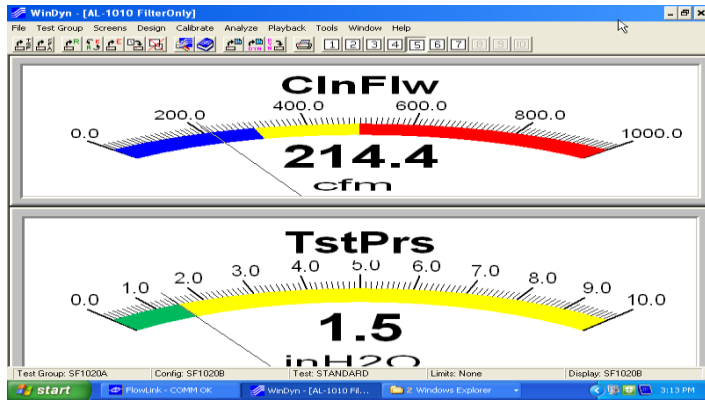 WinDyn - [AL-1010 FilterOnly]
File Test Group Screens Design Calibrate Analyze Playback Tools Window Help
1 2 3 4 5 6 7 8 9 10
ClnFlw
0.0 200.0 400.0 600.0 800.0 1000.0
214.4
cfm
TstPrs
0.0 1.0 2.0 3.0 4.0 5.0 6.0 7.0 8.0 9.0 10.0
1.5
inH2O
Test Group: SF1020A Config: SF1020B Test: STANDARD Limits: None Display: SF1020B
start FlowLink - COMM OK WinDyn - [AL-1010 Fil... 2 Windows Explorer 3:13 PM